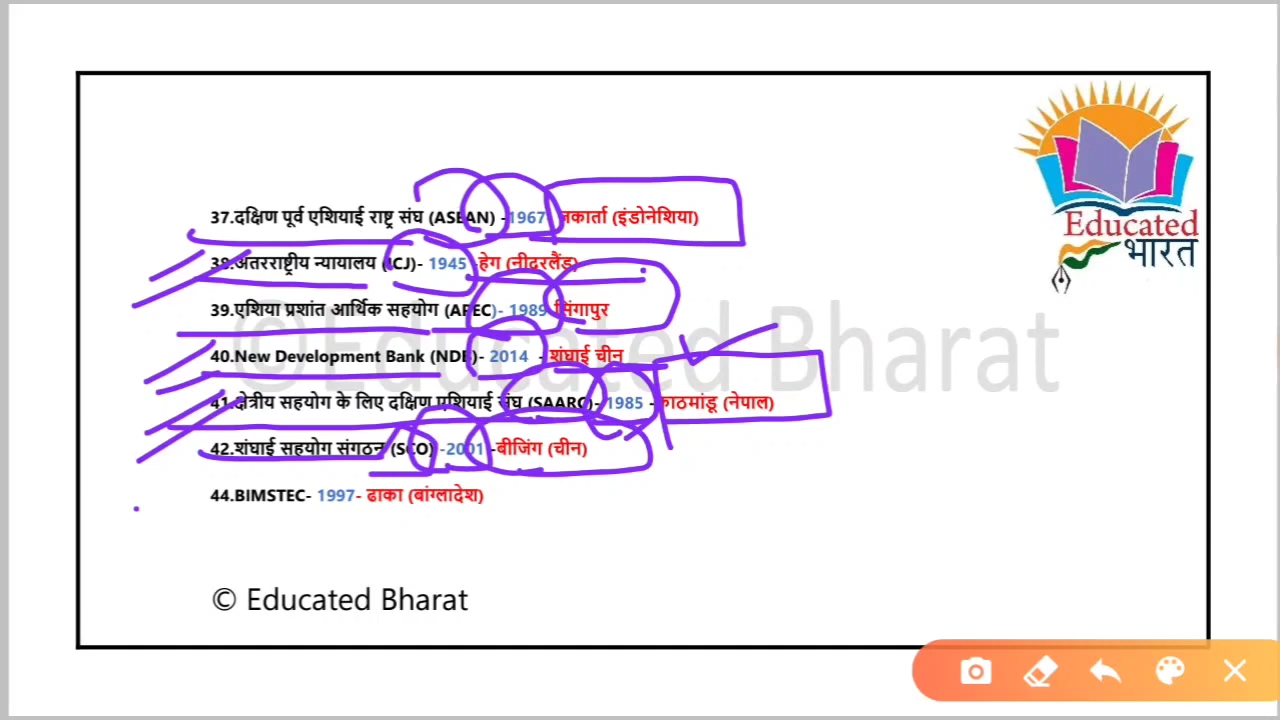 37.दक्षिण पूर्व एशियाई राष्ट्र संघ (ASEAN) -1967- जकार्ता (इंडोनेशिया)
38.अंतरराष्ट्रीय न्यायालय (ICJ)- 1945 -हेग (नीदरलैंड)
39.एशिया प्रशांत आर्थिक सहयोग (APEC)- 1989 सिंगापुर
40.New Development Bank (NDB)- 2014 - शंघाई चीन
41.क्षेत्रीय सहयोग के लिए दक्षिण एशियाई संघ (SAARC)- 1985 -काठमांडू (नेपाल)
42.शंघाई सहयोग संगठन (SCO) -2001-बीजिंग (चीन)
44.BIMSTEC- 1997- ढाका (बांग्लादेश)
© Educated Bharat
©Educated Bharat
Educated
भारत